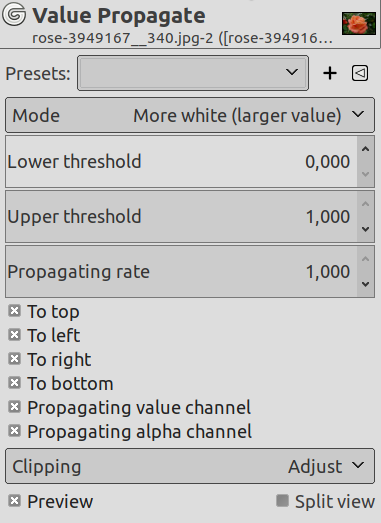 Value Propagate
rose-3949167__340.jpg-2 ([rose-394916...
Presets:
Mode More white (larger value)
Lower threshold 0,000
Upper threshold 1,000
Propagating rate 1,000
To top
To left
To right
To bottom
Propagating value channel
Propagating alpha channel
Clipping Adjust
Preview Split view